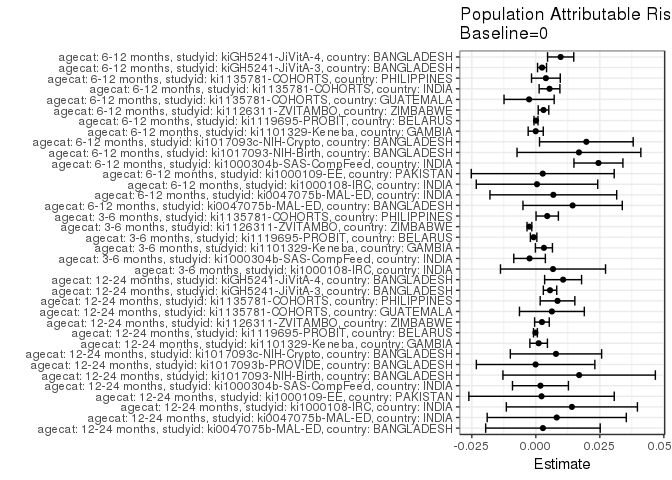 Population Attributable Ris
Baseline=0
agecat: 6-12 months, studyid: kiGH5241-JiVitA-4, country: BANGLADESH
agecat: 6-12 months, studyid: kiGH5241-JiVitA-3, country: BANGLADESH
agecat: 6-12 months, studyid: ki1135781-COHORTS, country: PHILIPPINES
agecat: 6-12 months, studyid: ki1135781-COHORTS, country: INDIA
agecat: 6-12 months, studyid: ki1135781-COHORTS, country: GUATEMALA
agecat: 6-12 months, studyid: ki1126311-ZVITAMBO, country: ZIMBABWE
agecat: 6-12 months, studyid: ki1119695-PROBIT, country: BELARUS
agecat: 6-12 months, studyid: ki1101329-Keneba, country: GAMBIA
agecat: 6-12 months, studyid: ki1017093c-NIH-Crypto, country: BANGLADESH
agecat: 6-12 months, studyid: ki1017093-NIH-Birth, country: BANGLADESH
agecat: 6-12 months, studyid: ki1000304b-SAS-CompFeed, country: INDIA
agecat: 6-12 months, studyid: ki1000109-EE, country: PAKISTAN
agecat: 6-12 months, studyid: ki1000108-IRC, country: INDIA
agecat: 6-12 months, studyid: ki0047075b-MAL-ED, country: INDIA
agecat: 6-12 months, studyid: ki0047075b-MAL-ED, country: BANGLADESH
agecat: 3-6 months, studyid: ki1135781-COHORTS, country: PHILIPPINES
agecat: 3-6 months, studyid: ki1126311-ZVITAMBO, country: ZIMBABWE
agecat: 3-6 months, studyid: ki1119695-PROBIT, country: BELARUS
agecat: 3-6 months, studyid: ki1101329-Keneba, country: GAMBIA
agecat: 3-6 months, studyid: ki1000304b-SAS-CompFeed, country: INDIA
agecat: 3-6 months, studyid: ki1000108-IRC, country: INDIA
agecat: 12-24 months, studyid: kiGH5241-JiVitA-4, country: BANGLADESH
agecat: 12-24 months, studyid: kiGH5241-JiVitA-3, country: BANGLADESH
agecat: 12-24 months, studyid: ki1135781-COHORTS, country: PHILIPPINES
agecat: 12-24 months, studyid: ki1135781-COHORTS, country: GUATEMALA
agecat: 12-24 months, studyid: ki1126311-ZVITAMBO, country: ZIMBABWE
agecat: 12-24 months, studyid: ki1119695-PROBIT, country: BELARUS
agecat: 12-24 months, studyid: ki1101329-Keneba, country: GAMBIA
agecat: 12-24 months, studyid: ki1017093c-NIH-Crypto, country: BANGLADESH
agecat: 12-24 months, studyid: ki1017093b-PROVIDE, country: BANGLADESH
agecat: 12-24 months, studyid: ki1017093-NIH-Birth, country: BANGLADESH
agecat: 12-24 months, studyid: ki1000304b-SAS-CompFeed, country: INDIA
agecat: 12-24 months, studyid: ki1000109-EE, country: PAKISTAN
agecat: 12-24 months, studyid: ki1000108-IRC, country: INDIA
agecat: 12-24 months, studyid: ki0047075b-MAL-ED, country: INDIA
agecat: 12-24 months, studyid: ki0047075b-MAL-ED, country: BANGLADESH
-0.025 0.000 0.025 0.05
Estimate